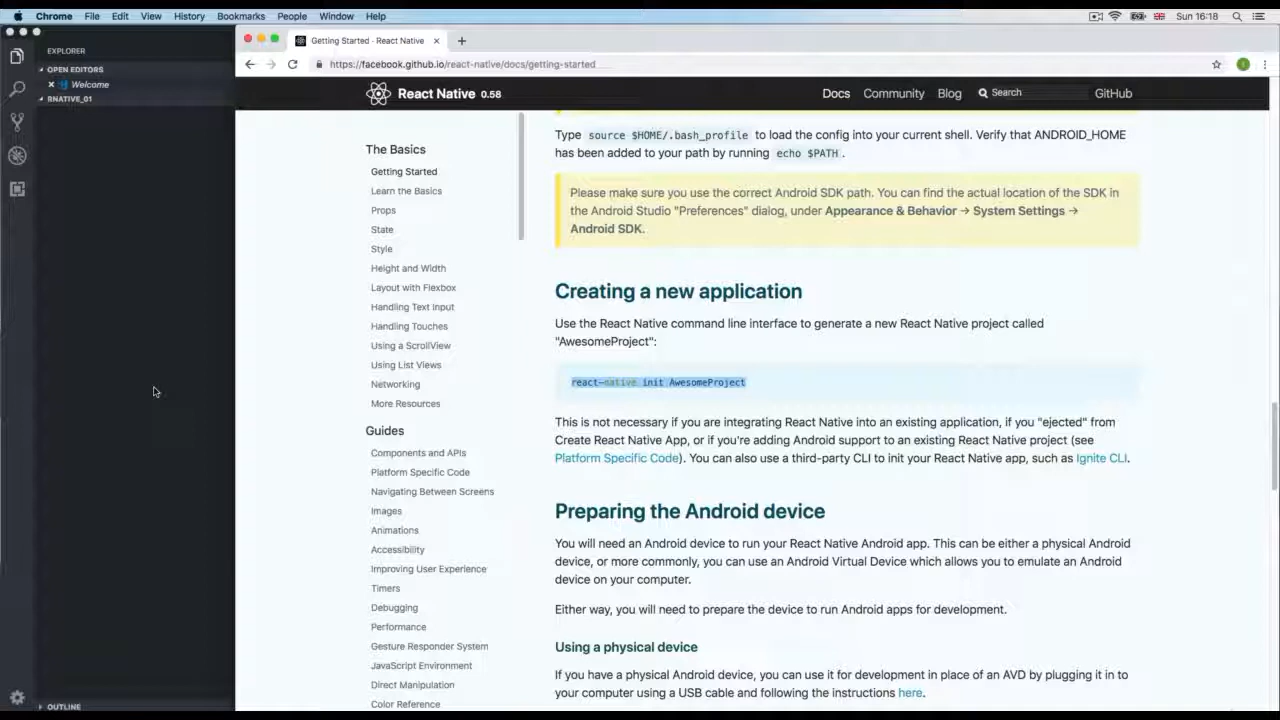 Chrome File Edit View History Bookmarks People Window Help
Sun 16:18
EXPLORER
OPEN EDITORS
Welcome
RNATIVE_01
OUTLINE
Getting Started · React Native
https://facebook.github.io/react-native/docs/getting-started
React Native 0.58
Docs Community Blog Search GitHub
The Basics
Getting Started
Learn the Basics
Props
State
Style
Height and Width
Layout with Flexbox
Handling Text Input
Handling Touches
Using a ScrollView
Using List Views
Networking
More Resources
Guides
Components and APIs
Platform Specific Code
Navigating Between Screens
Images
Animations
Accessibility
Improving User Experience
Timers
Debugging
Performance
Gesture Responder System
JavaScript Environment
Direct Manipulation
Color Reference
Type source $HOME/.bash_profile to load the config into your current shell. Verify that ANDROID_HOME
has been added to your path by running echo $PATH .
Please make sure you use the correct Android SDK path. You can find the actual location of the SDK in
the Android Studio "Preferences" dialog, under Appearance & Behavior → System Settings →
Android SDK.
Creating a new application
Use the React Native command line interface to generate a new React Native project called
"AwesomeProject":
react-native init AwesomeProject
This is not necessary if you are integrating React Native into an existing application, if you "ejected" from
Create React Native App, or if you're adding Android support to an existing React Native project (see
Platform Specific Code). You can also use a third-party CLI to init your React Native app, such as Ignite CLI.
Preparing the Android device
You will need an Android device to run your React Native Android app. This can be either a physical Android
device, or more commonly, you can use an Android Virtual Device which allows you to emulate an Android
device on your computer.
Either way, you will need to prepare the device to run Android apps for development.
Using a physical device
If you have a physical Android device, you can use it for development in place of an AVD by plugging it in to
your computer using a USB cable and following the instructions here.